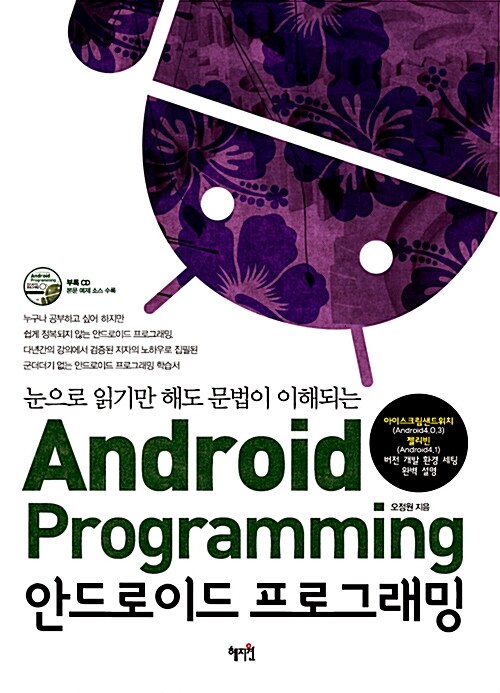 Android
Programming
부록 CD
본문 예제 소스 수록
누구나 공부하고 싶어 하지만
쉽게 정복되지 않는 안드로이드 프로그래밍.
다년간의 강의에서 검증된 저자의 노하우로 집필된
군더더기 없는 안드로이드 프로그래밍 학습서
눈으로 읽기만 해도 문법이 이해되는
아이스크림샌드위치
(Android4.0.3)
젤리빈
(Android4.1)
버전 개발 환경 세팅
완벽 설명
Android
오정원 지음
Programming
안드로이드 프로그래밍
혜지원